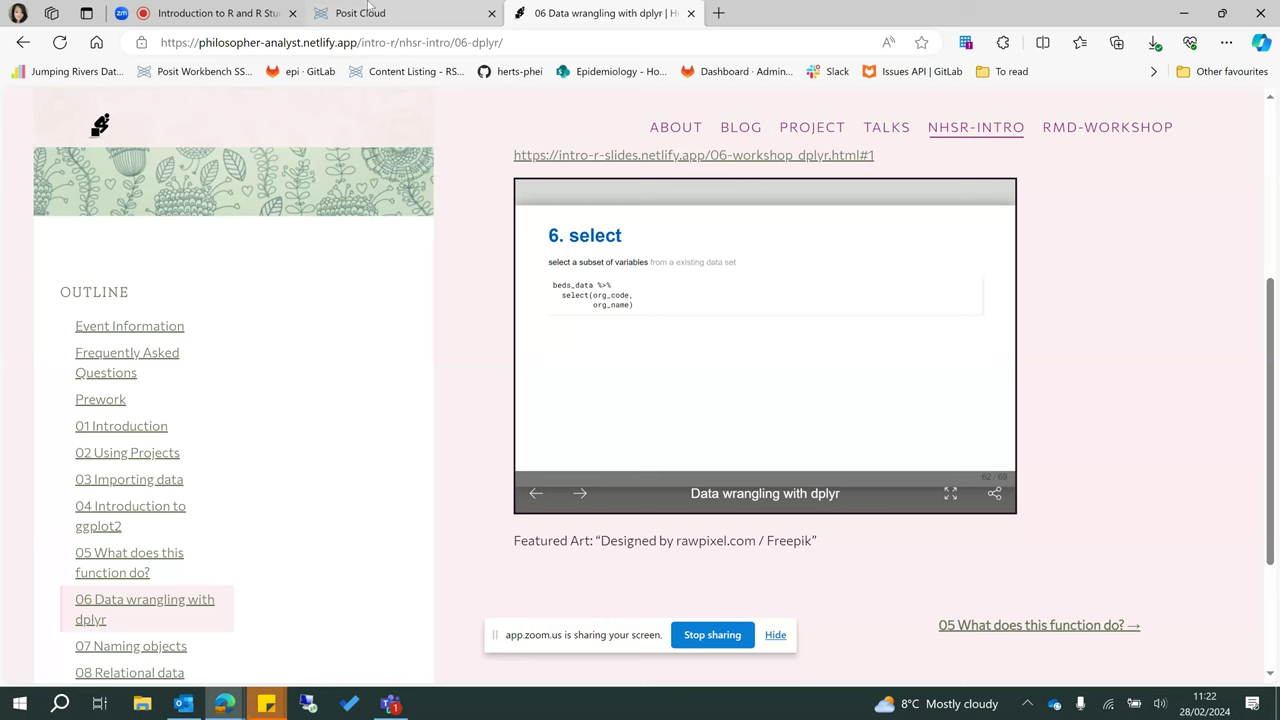 Introduction to R and R Stu
Posit Cloud
06 Data wrangling with dplyr | H
https://philosopher-analyst.netlify.app/intro-r/nhsr-intro/06-dplyr/
Jumping Rivers Dat...
Posit Workbench SS...
epi · GitLab
Content Listing - RS...
herts-phei
Epidemiology - Ho...
Dashboard · Admin...
Slack
Issues API | GitLab
To read
Other favourites
ABOUT
BLOG
PROJECT
TALKS
NHSR-INTRO
RMD-WORKSHOP
https://intro-r-slides.netlify.app/06-workshop_dplyr.html#1
6. select
select a subset of variables from a existing data set
beds_data %>%
select(org_code,
org_name)
62 / 69
Data wrangling with dplyr
Featured Art: “Designed by rawpixel.com / Freepik”
OUTLINE
Event Information
Frequently Asked
Questions
Prework
01 Introduction
02 Using Projects
03 Importing data
04 Introduction to
ggplot2
05 What does this
function do?
06 Data wrangling with
dplyr
07 Naming objects
08 Relational data
05 What does this function do? →
app.zoom.us is sharing your screen.
Stop sharing
Hide
zm
1
8°C Mostly cloudy
11:22
28/02/2024